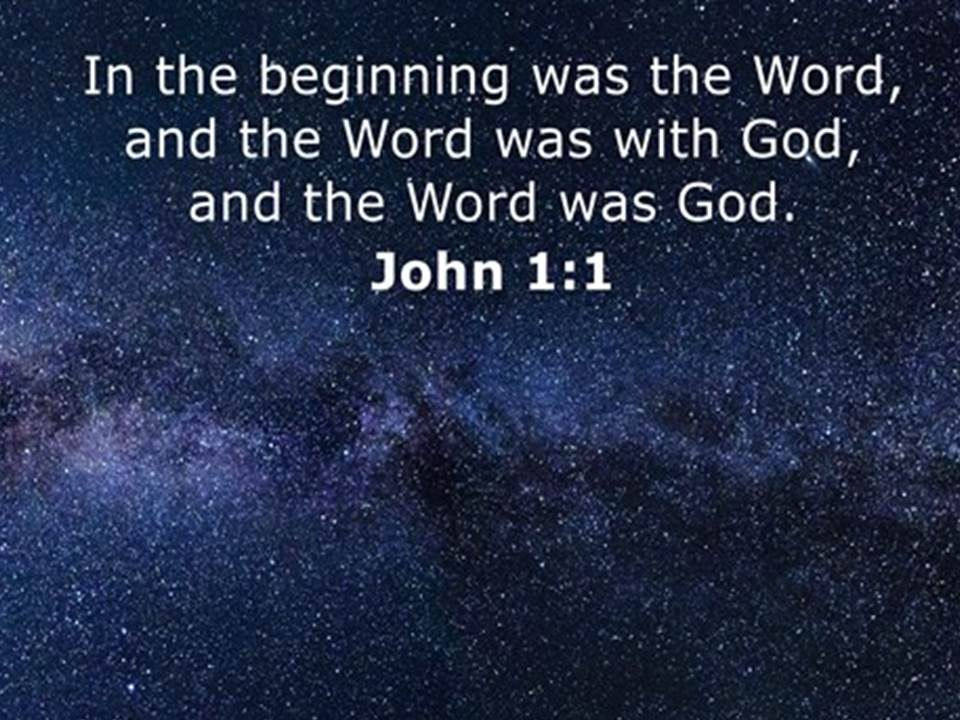 In the beginning was the Word,
and the Word was with God,
and the Word was God.
John 1:1